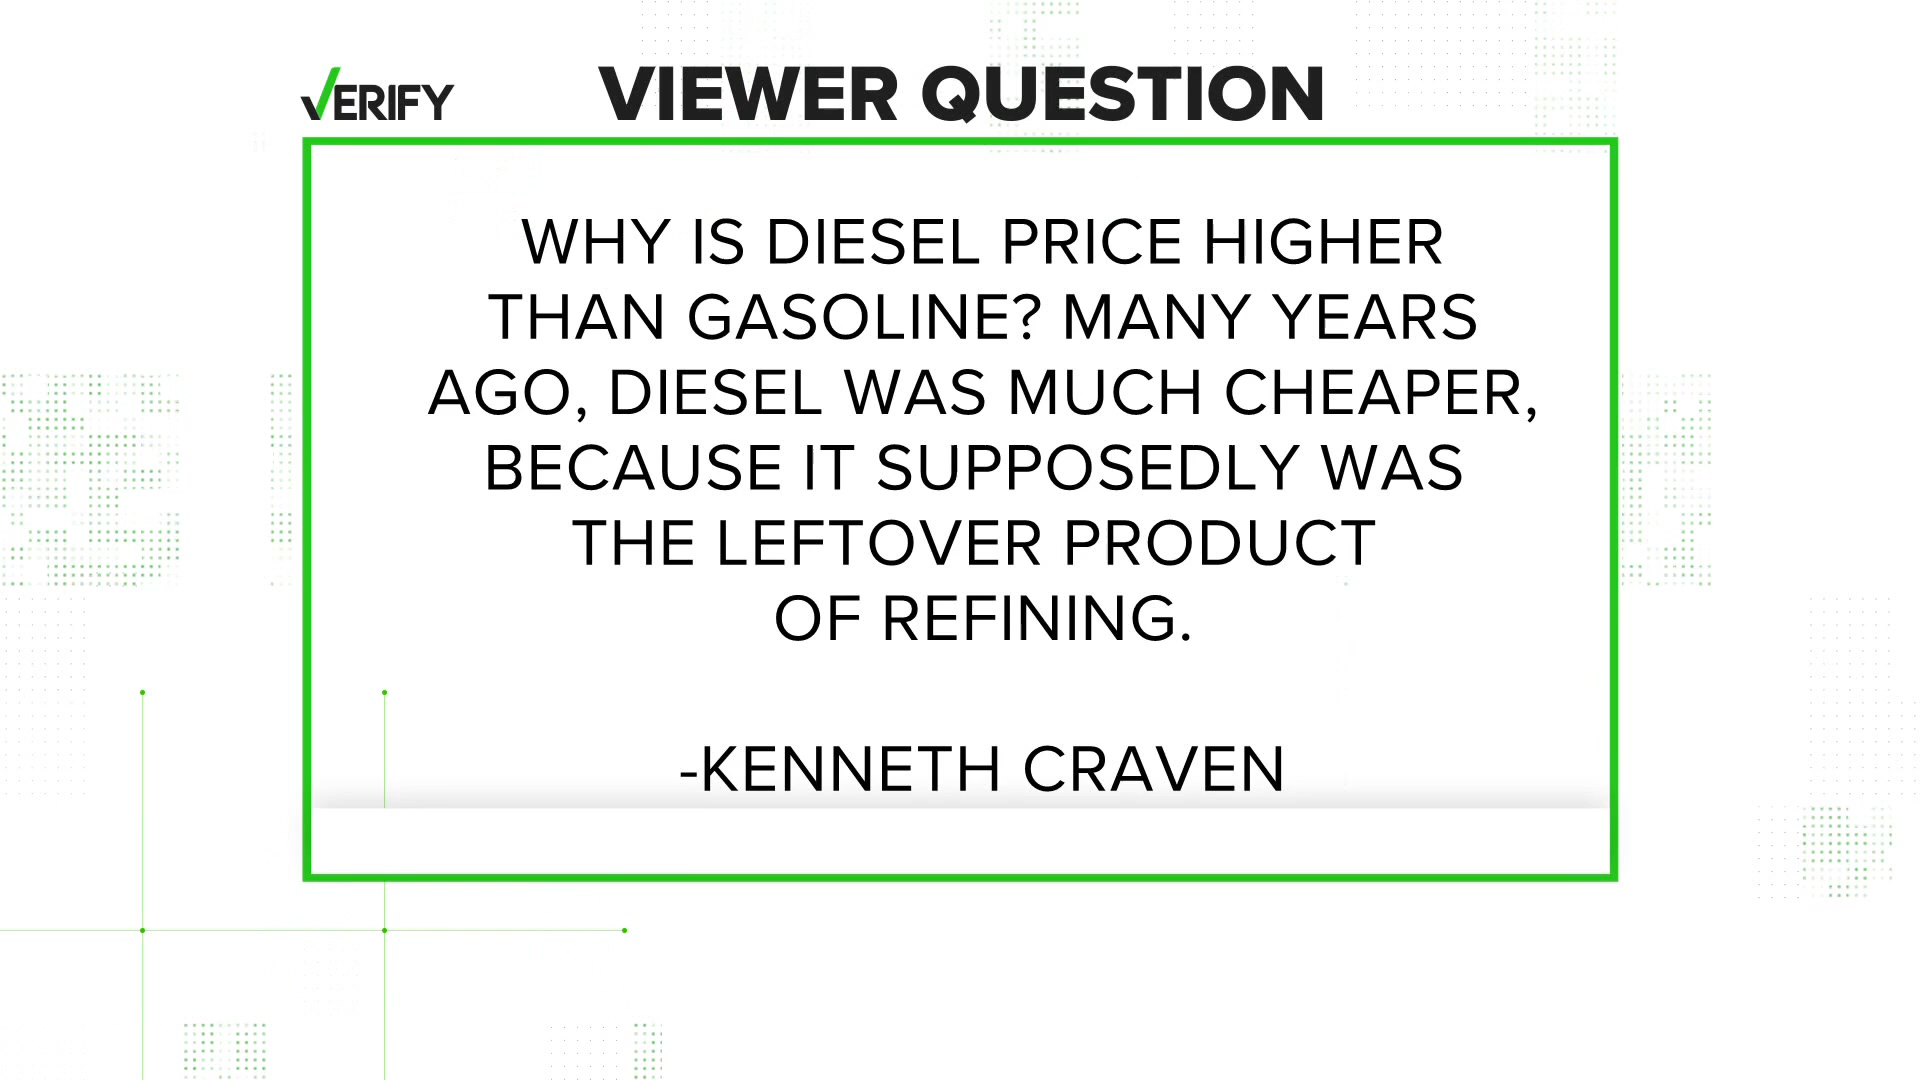 VERIFY
VIEWER QUESTION
WHY IS DIESEL PRICE HIGHER
THAN GASOLINE? MANY YEARS
AGO, DIESEL WAS MUCH CHEAPER,
BECAUSE IT SUPPOSEDLY WAS
THE LEFTOVER PRODUCT
OF REFINING.
-KENNETH CRAVEN